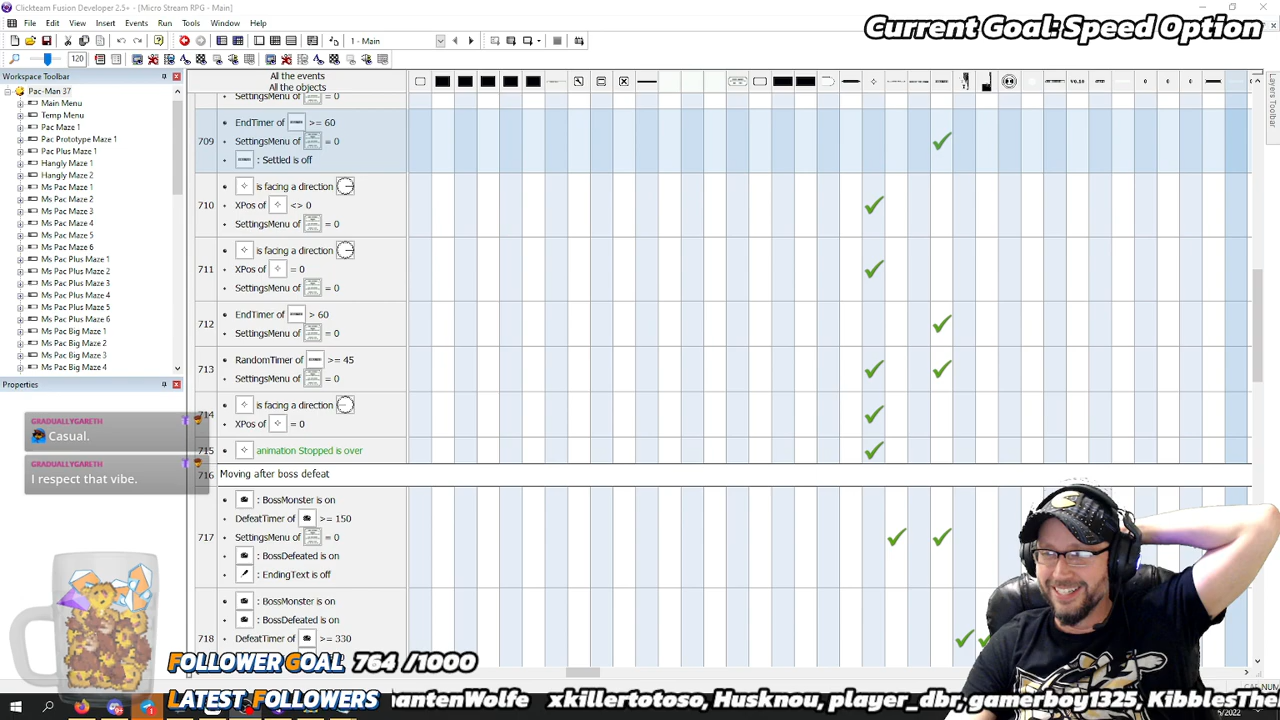 Clickteam Fusion Developer 2.5+ - [Micro Stream RPG - Main]
File Edit View Insert Events Run Tools Window Help
Current Goal: Speed Option
1 - Main
120
Workspace Toolbar
Pac-Man 37
Main Menu
Temp Menu
Pac Maze 1
Pac Prototype Maze 1
Pac Plus Maze 1
Hangly Maze 1
Hangly Maze 2
Ms Pac Maze 1
Ms Pac Maze 2
Ms Pac Maze 3
Ms Pac Maze 4
Ms Pac Maze 5
Ms Pac Maze 6
Ms Pac Plus Maze 1
Ms Pac Plus Maze 2
Ms Pac Plus Maze 3
Ms Pac Plus Maze 4
Ms Pac Plus Maze 5
Ms Pac Plus Maze 6
Ms Pac Big Maze 1
Ms Pac Big Maze 2
Ms Pac Big Maze 3
Ms Pac Big Maze 4
Properties
GRADUALLYGARETH
Casual.
GRADUALLYGARETH
I respect that vibe.
All the events
All the objects
SettingsMenu of = 0
709
EndTimer of >= 60
SettingsMenu of = 0
: Settled is off
710
is facing a direction
XPos of <> 0
SettingsMenu of = 0
711
is facing a direction
XPos of = 0
SettingsMenu of = 0
712
EndTimer of > 60
SettingsMenu of = 0
713
RandomTimer of >= 45
SettingsMenu of = 0
714
is facing a direction
XPos of = 0
715
animation Stopped is over
716
Moving after boss defeat
717
: BossMonster is on
DefeatTimer of >= 150
SettingsMenu of = 0
: BossDefeated is on
: EndingText is off
718
: BossMonster is on
: BossDefeated is on
DefeatTimer of >= 330
Layers Toolbar
Follower Goal 764 /1000
Latest Followers
antenWolfe xkillertotoso, Husknou, player_dbr, gamerboy1325, KibblesThe